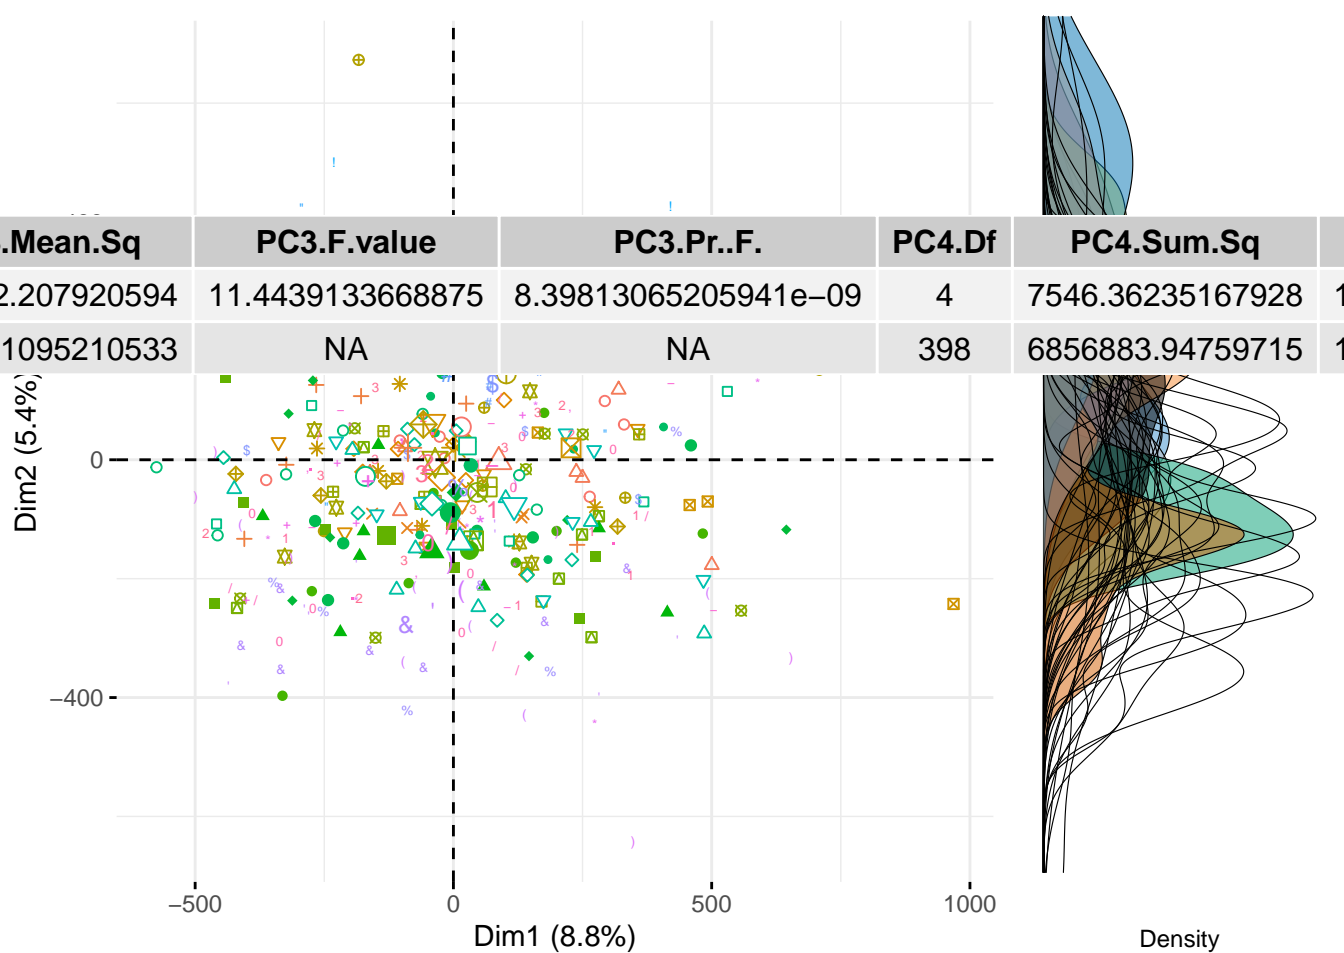 .Mean.Sq PC3.F.value PC3.Pr..F. PC4.Df PC4.Sum.Sq
2.207920594 11.4439133668875 8.39813065205941e−09 4 7546.36235167928 1
1095210533 NA NA 398 6856883.94759715 1
Dim2 (5.4%)
0
−400
−500 0 500 1000
Dim1 (8.8%)
Density